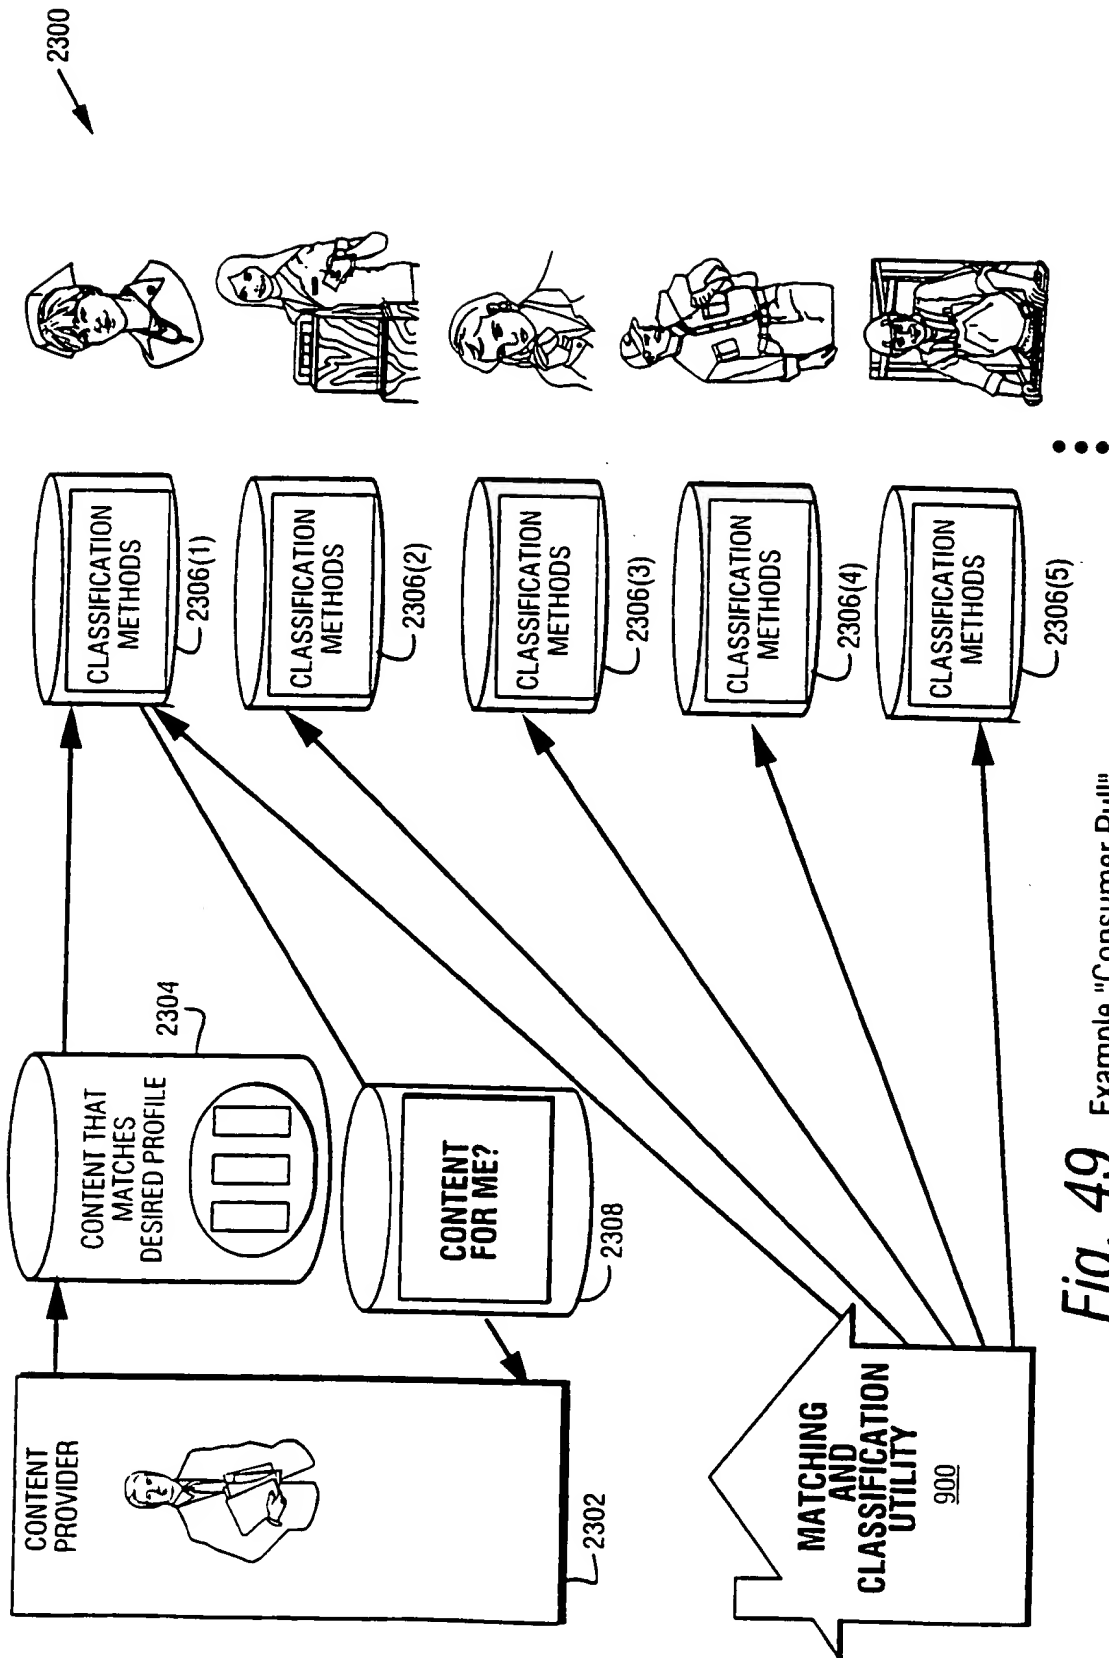 2300
CONTENT
PROVIDER
2302
CONTENT THAT
MATCHES
DESIRED PROFILE
2304
CONTENT
FOR ME?
2308
CLASSIFICATION
METHODS
2306(1)
CLASSIFICATION
METHODS
2306(2)
CLASSIFICATION
METHODS
2306(3)
CLASSIFICATION
METHODS
2306(4)
CLASSIFICATION
METHODS
2306(5)
MATCHING
AND
CLASSIFICATION
UTILITY
900
Fig. 49 Example "Consumer Pull"